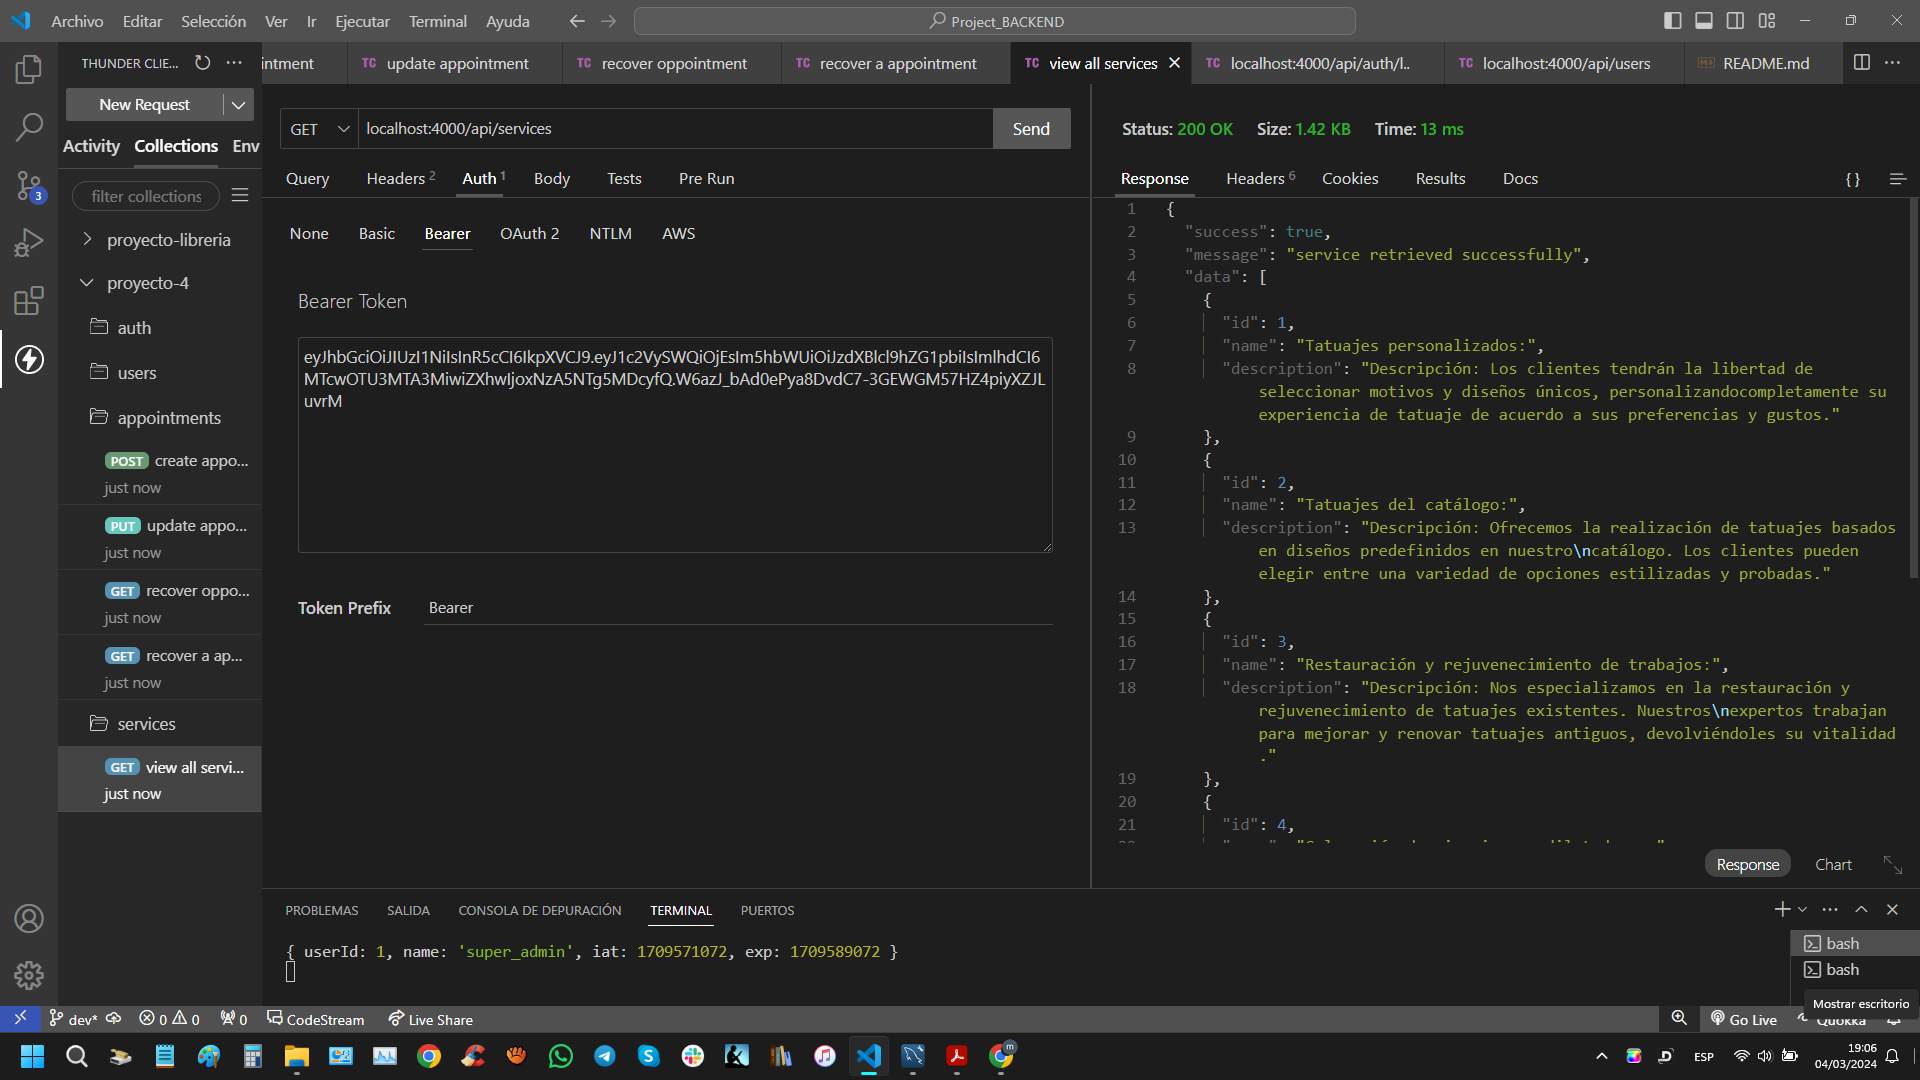 Archivo Editar Selección Ver Ir Ejecutar Terminal Ayuda
Project_BACKEND
THUNDER CLIE...
intment
TC update appointment
TC recover oppointment
TC recover a appointment
TC view all services
TC localhost:4000/api/auth/l..
TC localhost:4000/api/users
README.md
New Request
Activity Collections Env
filter collections
proyecto-libreria
proyecto-4
auth
users
appointments
POST create appo...
just now
PUT update appo...
just now
GET recover oppo...
just now
GET recover a ap...
just now
services
GET view all servi...
just now
3
GET localhost:4000/api/services Send
Query Headers 2 Auth 1 Body Tests Pre Run
None Basic Bearer OAuth 2 NTLM AWS
Bearer Token
Token Prefix Bearer
Status: 200 OK Size: 1.42 KB Time: 13 ms
Response Headers 6 Cookies Results Docs
{ }
1 {
2 "success": true,
3 "message": "service retrieved successfully",
4 "data": [
5 {
6 "id": 1,
7 "name": "Tatuajes personalizados:",
8 "description": "Descripción: Los clientes tendrán la libertad de
seleccionar motivos y diseños únicos, personalizandocompletamente su
experiencia de tatuaje de acuerdo a sus preferencias y gustos."
9 },
10 {
11 "id": 2,
12 "name": "Tatuajes del catálogo:",
13 "description": "Descripción: Ofrecemos la realización de tatuajes basados
en diseños predefinidos en nuestro\ncatálogo. Los clientes pueden
elegir entre una variedad de opciones estilizadas y probadas."
14 },
15 {
16 "id": 3,
17 "name": "Restauración y rejuvenecimiento de trabajos:",
18 "description": "Descripción: Nos especializamos en la restauración y
rejuvenecimiento de tatuajes existentes. Nuestros\nexpertos trabajan
para mejorar y renovar tatuajes antiguos, devolviéndoles su vitalidad
."
19 },
20 {
21 "id": 4,
Response Chart
PROBLEMAS SALIDA CONSOLA DE DEPURACIÓN TERMINAL PUERTOS
{ userId: 1, name: 'super_admin', iat: 1709571072, exp: 1709589072 }
bash
bash
Mostrar escritorio
dev* 0 0 0 CodeStream Live Share
Go Live Quokka
ESP
19:06
04/03/2024